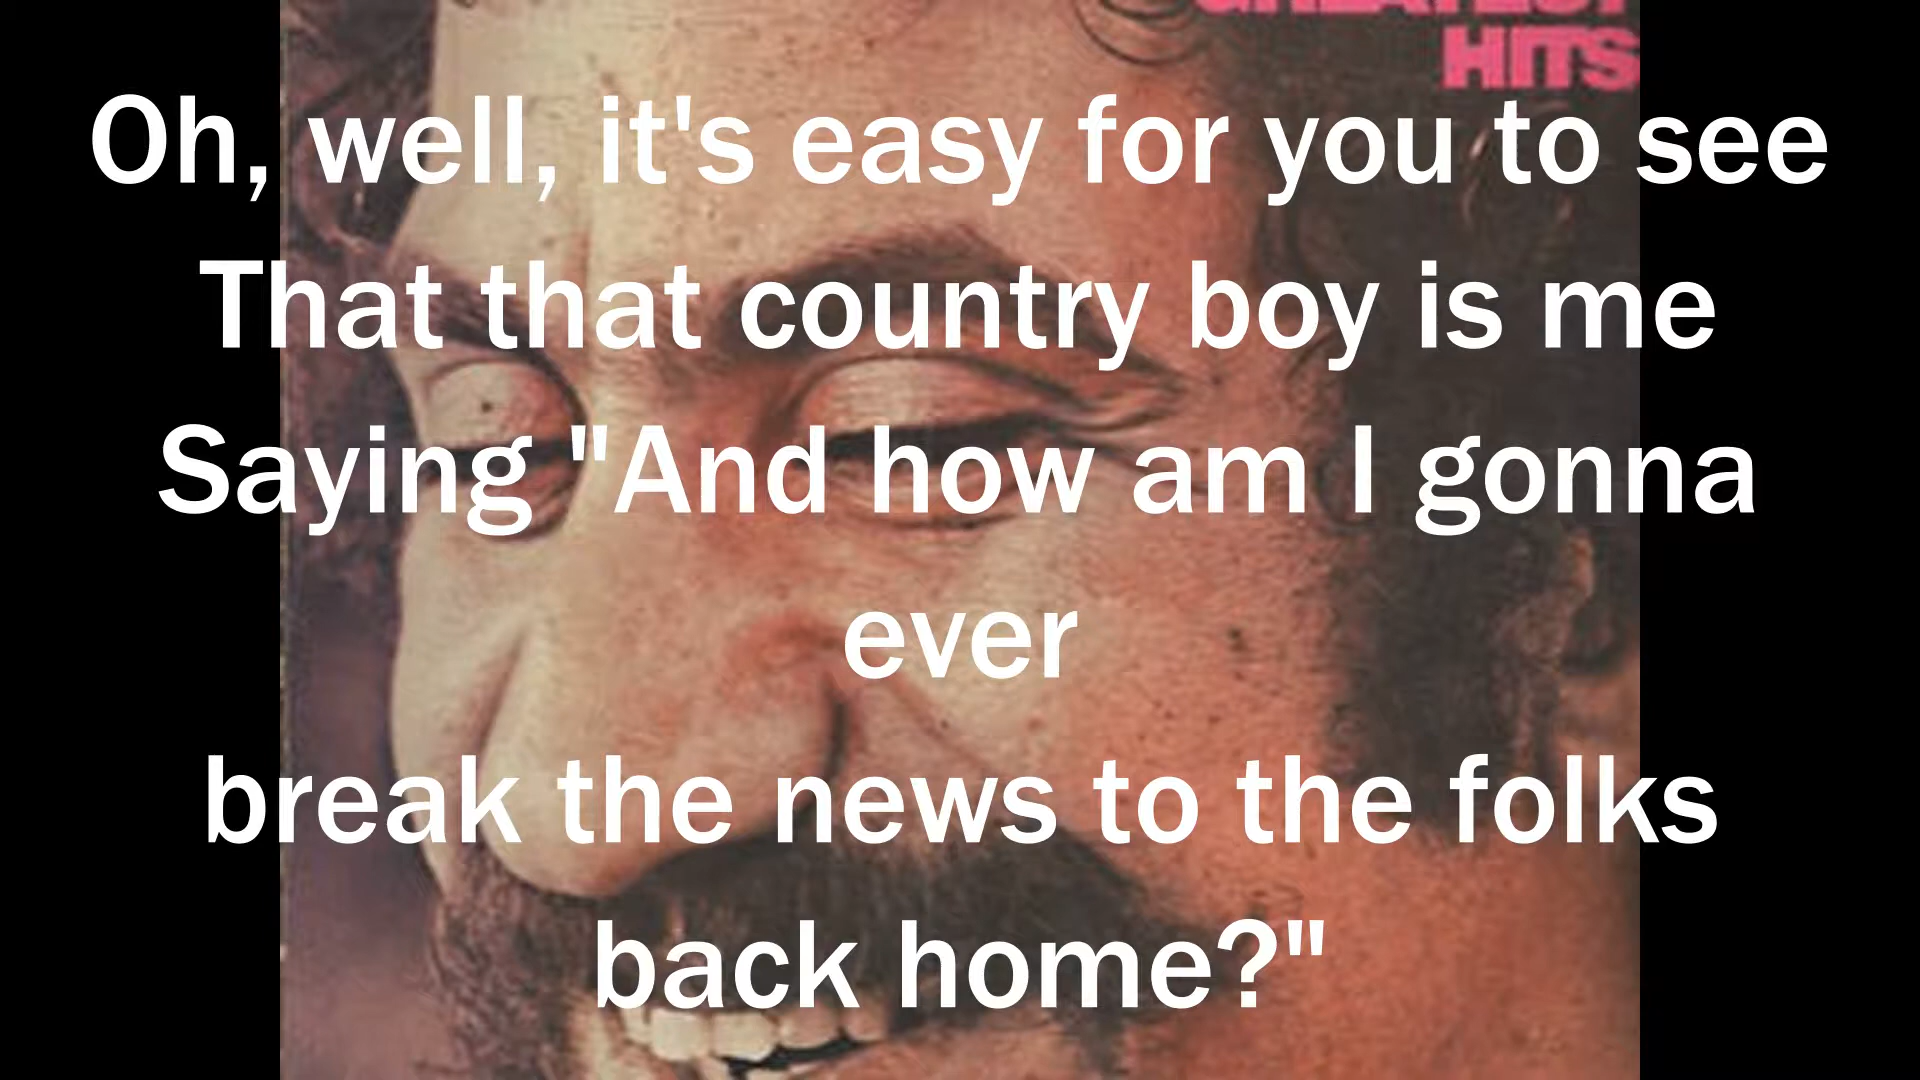 GREATEST
HITS
Oh, well, it's easy for you to see
That that country boy is me
Saying "And how am I gonna
ever
break the news to the folks
back home?"